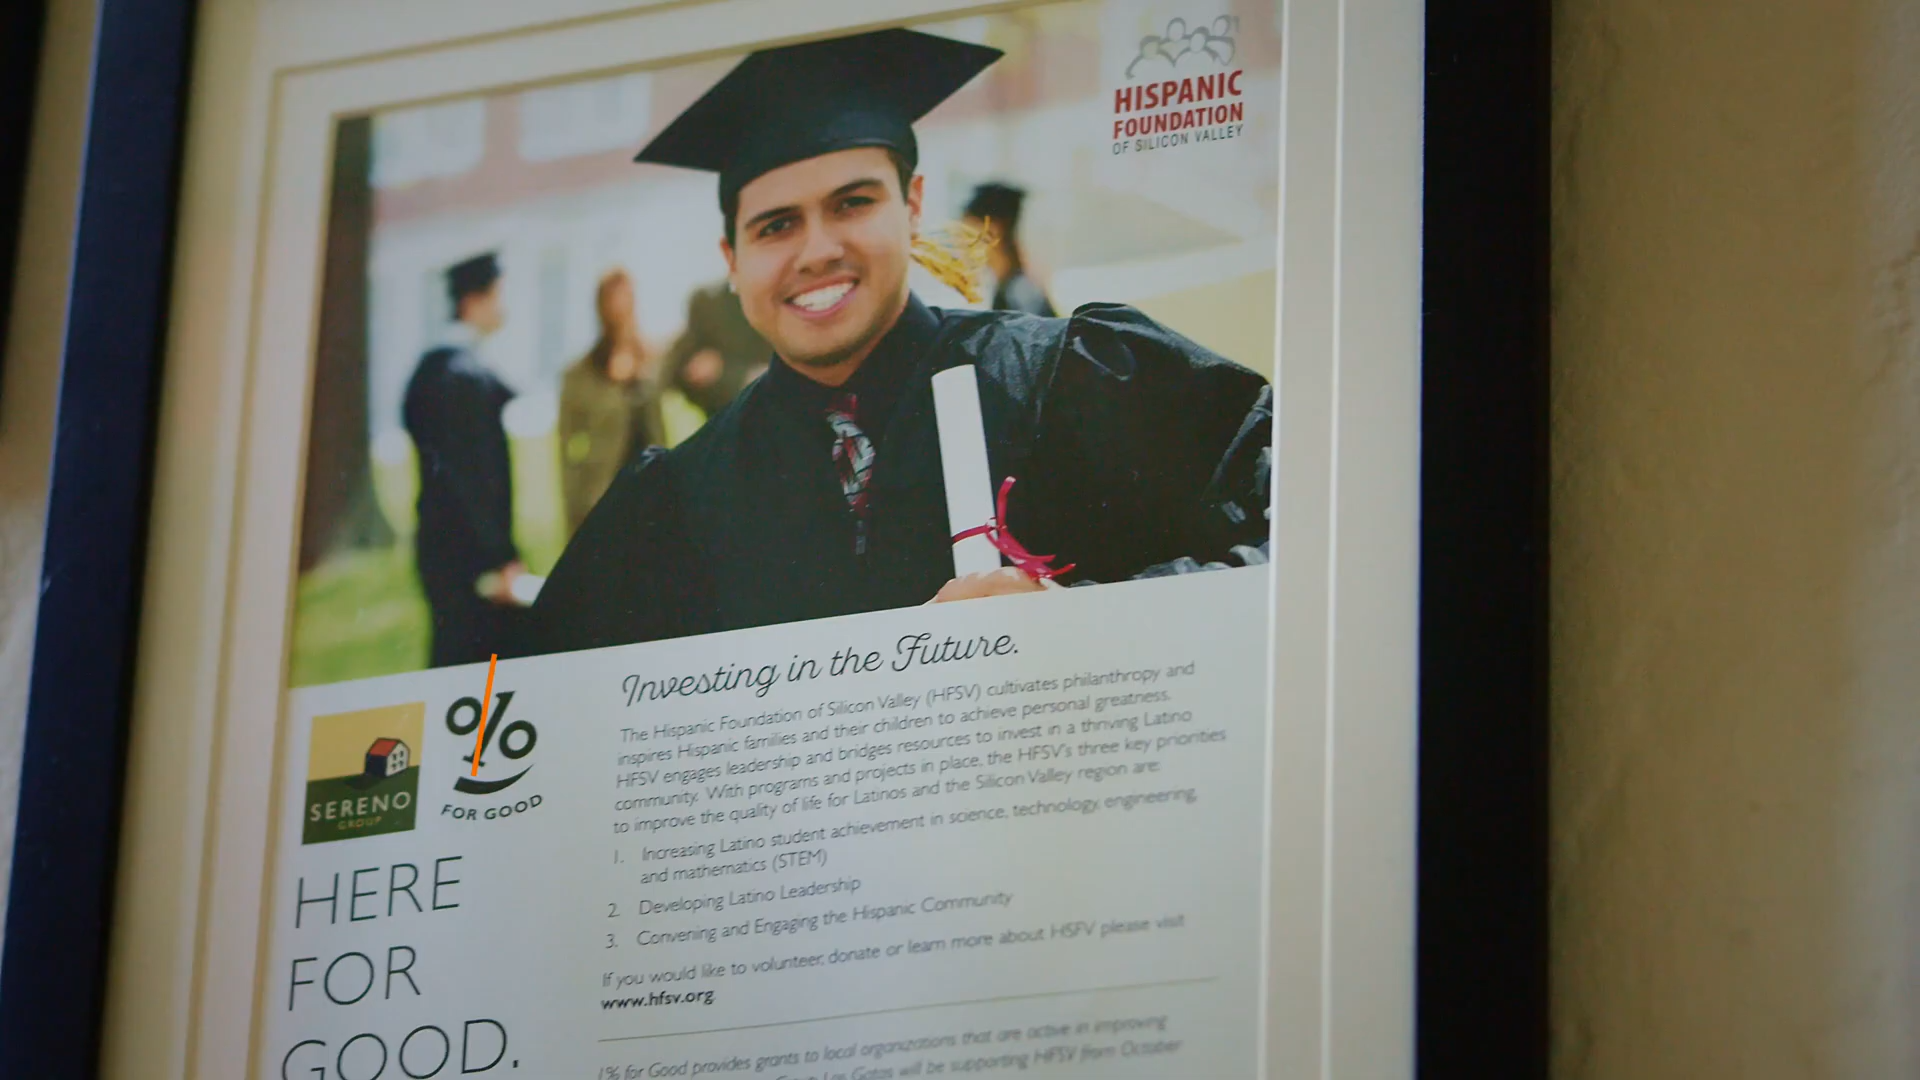 HISPANIC
FOUNDATION
OF SILICON VALLEY
SERENO
GROUP
%
FOR GOOD
HERE
FOR
GOOD.
Investing in the Future.
The Hispanic Foundation of Silicon Valley (HFSV) cultivates philanthropy and
inspires Hispanic families and their children to achieve personal greatness.
HFSV engages leadership and bridges resources to invest in a thriving Latino
community. With programs and projects in place, the HFSV's three key priorities
to improve the quality of life for Latinos and the Silicon Valley region are:
1. Increasing Latino student achievement in science, technology, engineering,
and mathematics (STEM)
2. Developing Latino Leadership
3. Convening and Engaging the Hispanic Community
If you would like to volunteer, donate or learn more about HSFV please visit
www.hfsv.org
1% for Good provides grants to local organizations that are active in improving
Los Gatos will be supporting HFSV from October